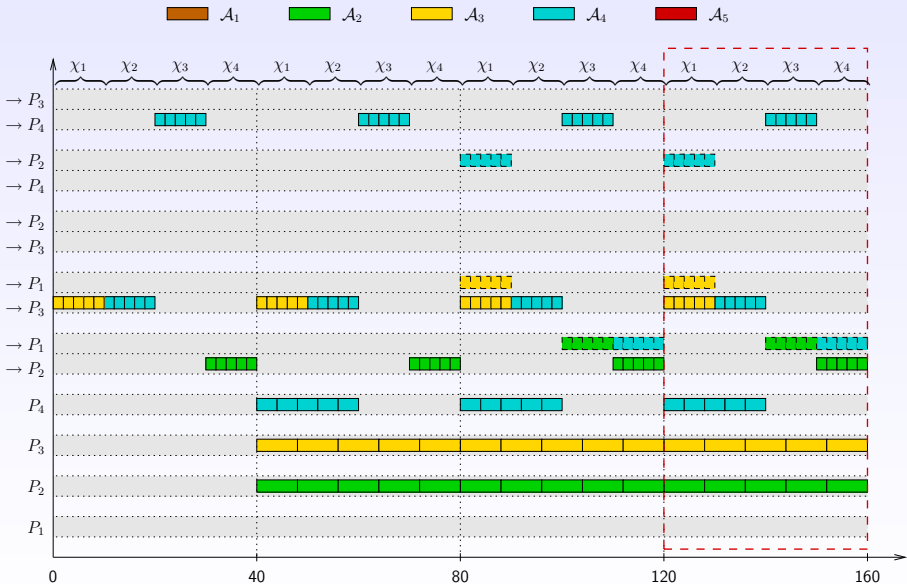 𝒜₁ 𝒜₂ 𝒜₃ 𝒜₄ 𝒜₅
χ₁ χ₂ χ₃ χ₄ χ₁ χ₂ χ₃ χ₄ χ₁ χ₂ χ₃ χ₄ χ₁ χ₂ χ₃ χ₄
→ P₃
→ P₄
→ P₂
→ P₄
→ P₂
→ P₃
→ P₁
→ P₃
→ P₁
→ P₂
P₄
P₃
P₂
P₁
0 40 80 120 160